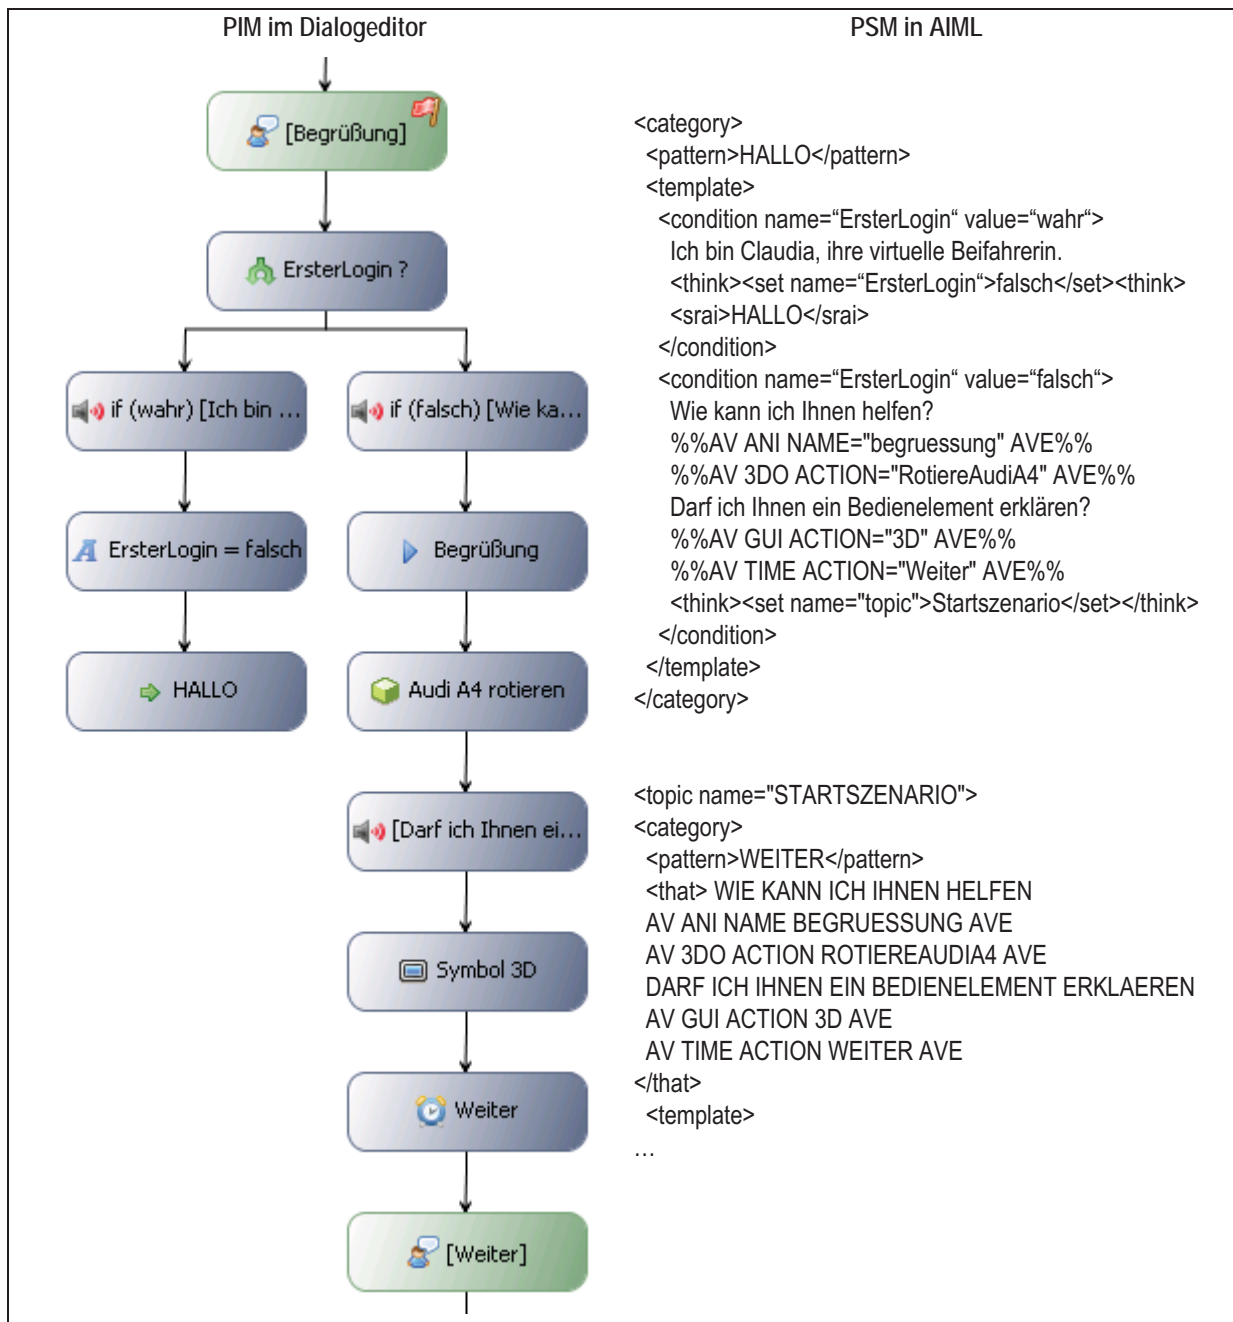 PIM im Dialogeditor
[Begrüßung]
ErsterLogin ?
if (wahr) [Ich bin ...
if (falsch) [Wie ka...
ErsterLogin = falsch
Begrüßung
HALLO
Audi A4 rotieren
[Darf ich Ihnen ei...
Symbol 3D
Weiter
[Weiter]
PSM in AIML
<category>
<pattern>HALLO</pattern>
<template>
<condition name=“ErsterLogin“ value=“wahr“>
Ich bin Claudia, ihre virtuelle Beifahrerin.
<think><set name=“ErsterLogin“>falsch</set><think>
<srai>HALLO</srai>
</condition>
<condition name=“ErsterLogin“ value=“falsch“>
Wie kann ich Ihnen helfen?
%%AV ANI NAME="begruessung" AVE%%
%%AV 3DO ACTION="RotiereAudiA4" AVE%%
Darf ich Ihnen ein Bedienelement erklären?
%%AV GUI ACTION="3D" AVE%%
%%AV TIME ACTION="Weiter" AVE%%
<think><set name="topic">Startszenario</set></think>
</condition>
</template>
</category>
<topic name="STARTSZENARIO">
<category>
<pattern>WEITER</pattern>
<that> WIE KANN ICH IHNEN HELFEN
AV ANI NAME BEGRUESSUNG AVE
AV 3DO ACTION ROTIEREAUDIA4 AVE
DARF ICH IHNEN EIN BEDIENELEMENT ERKLAEREN
AV GUI ACTION 3D AVE
AV TIME ACTION WEITER AVE
</that>
<template>
…